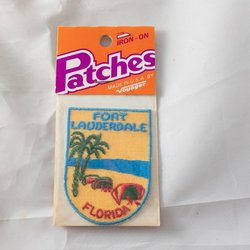 IRON-ON
Patches
MADE IN U.S.A. BY
Voyager
FORT
LAUDERDALE
FLORIDA